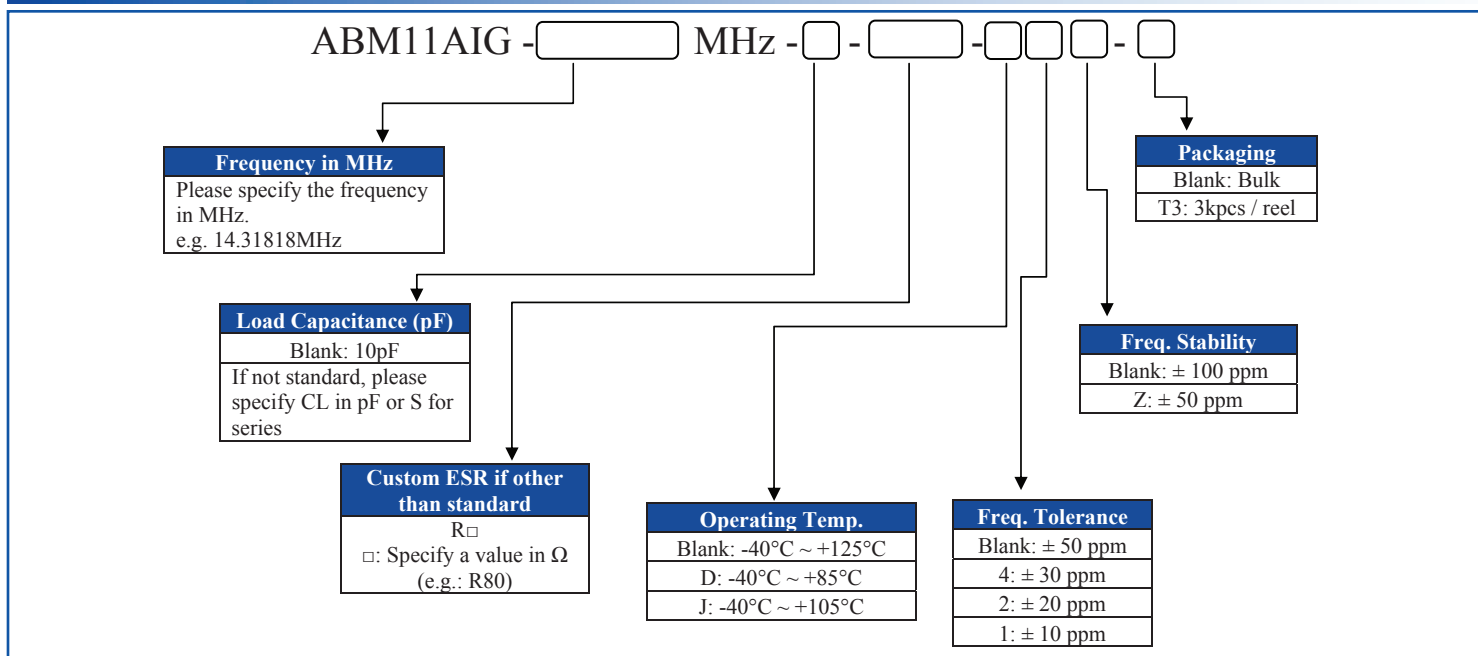 ABM11AIG - MHz - - - -
Frequency in MHz
Please specify the frequency
in MHz.
e.g. 14.31818MHz
Packaging
Blank: Bulk
T3: 3kpcs / reel
Load Capacitance (pF)
Blank: 10pF
If not standard, please
specify CL in pF or S for
series
Freq. Stability
Blank: ± 100 ppm
Z: ± 50 ppm
Custom ESR if other
than standard
R□
□: Specify a value in Ω
(e.g.: R80)
Operating Temp.
Blank: -40°C ~ +125°C
D: -40°C ~ +85°C
J: -40°C ~ +105°C
Freq. Tolerance
Blank: ± 50 ppm
4: ± 30 ppm
2: ± 20 ppm
1: ± 10 ppm